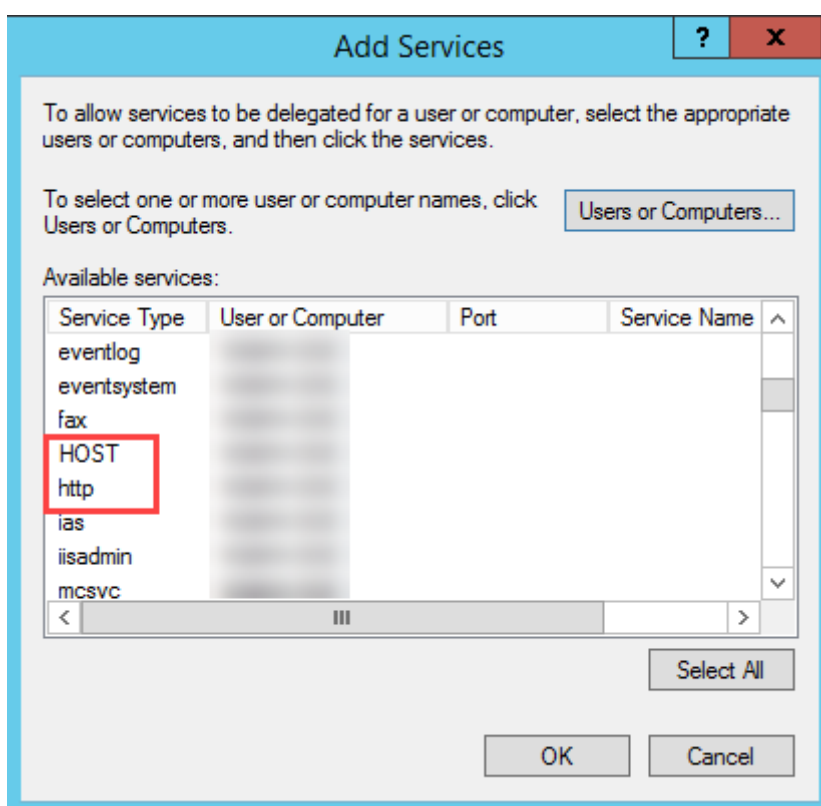 Add Services
?
x
To allow services to be delegated for a user or computer, select the appropriate
users or computers, and then click the services.
To select one or more user or computer names, click
Users or Computers.
Users or Computers...
Available services:
Service Type User or Computer Port Service Name
eventlog
eventsystem
fax
HOST
http
ias
iisadmin
mcsvc
Select All
OK Cancel